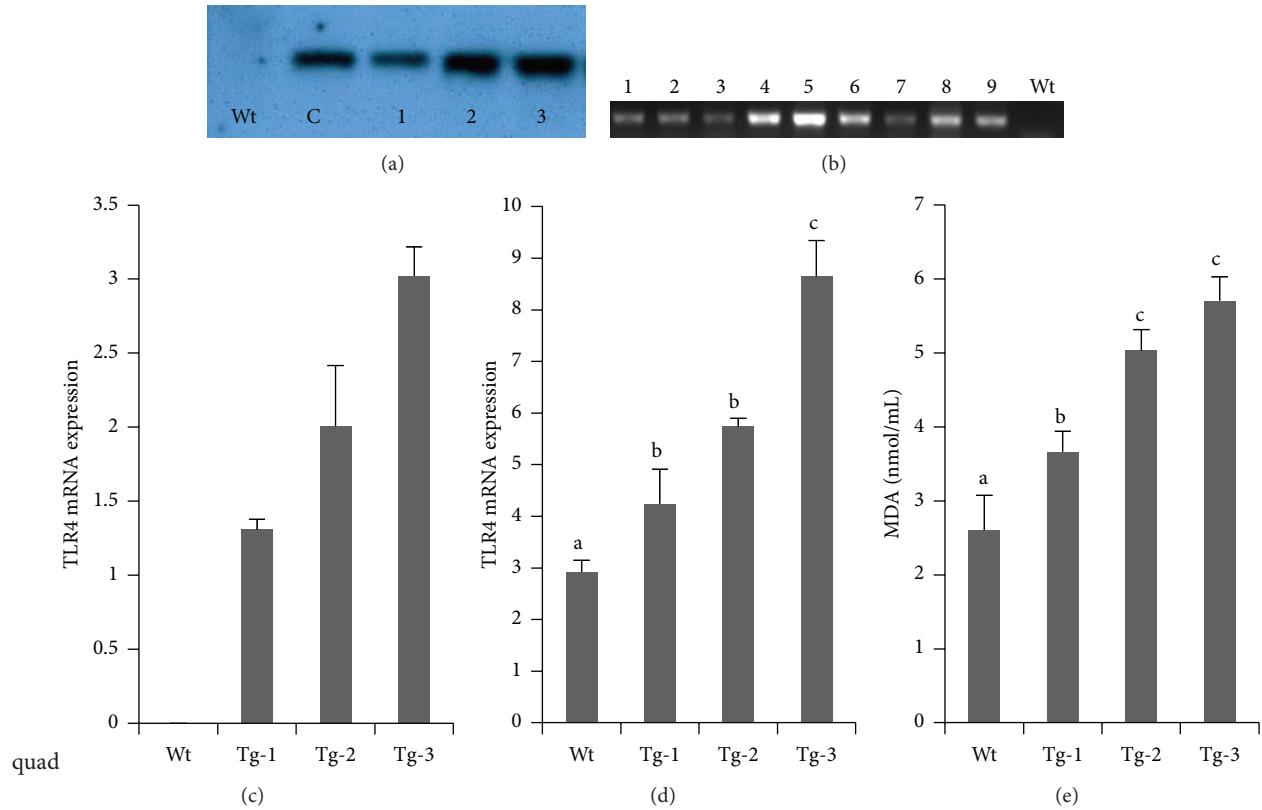 Wt C 1 2 3
(a)
1 2 3 4 5 6 7 8 9 Wt
(b)
TLR4 mRNA expression
3.5
3
2.5
2
1.5
1
0.5
0
Wt Tg-1 Tg-2 Tg-3
quad
(c)
TLR4 mRNA expression
10
9
8
7
6
5
4
3
2
1
0
a b b c
Wt Tg-1 Tg-2 Tg-3
(d)
MDA (nmol/mL)
7
6
5
4
3
2
1
0
a b c c
Wt Tg-1 Tg-2 Tg-3
(e)